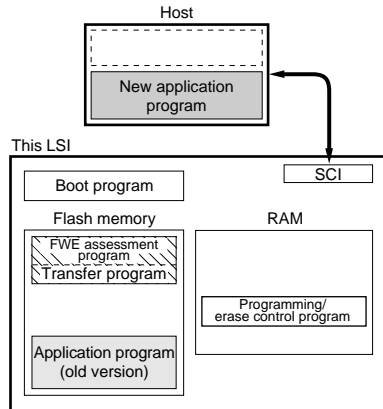 Host
New application
program
This LSI
SCI
Boot program
Flash memory
RAM
FWE assessment
program
Transfer program
Programming/
erase control program
Application program
(old version)